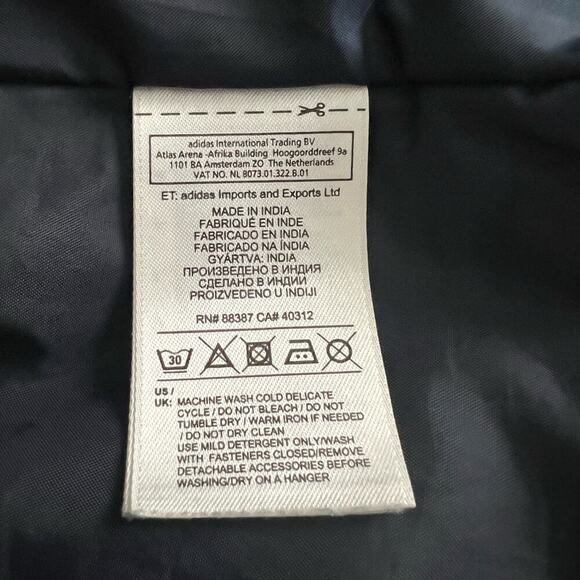 adidas International Trading BV
Atlas Arena -Afrika Building Hoogoorddreef 9a
1101 BA Amsterdam ZO The Netherlands
VAT NO. NL 8073.01.322.B.01
ET: adidas Imports and Exports Ltd
MADE IN INDIA
FABRIQUÉ EN INDE
FABRICADO EN INDIA
FABRICADO NA ÍNDIA
GYÁRTVA: INDIA
ПРОИЗВЕДЕНО В ИНДИЯ
СДЕЛАНО В ИНДИИ
PROIZVEDENO U INDIJI
RN# 88387 CA# 40312
30
US /
UK: MACHINE WASH COLD DELICATE
CYCLE / DO NOT BLEACH / DO NOT
TUMBLE DRY / WARM IRON IF NEEDED
/ DO NOT DRY CLEAN
USE MILD DETERGENT ONLY/WASH
WITH FASTENERS CLOSED/REMOVE
DETACHABLE ACCESSORIES BEFORE
WASHING/DRY ON A HANGER